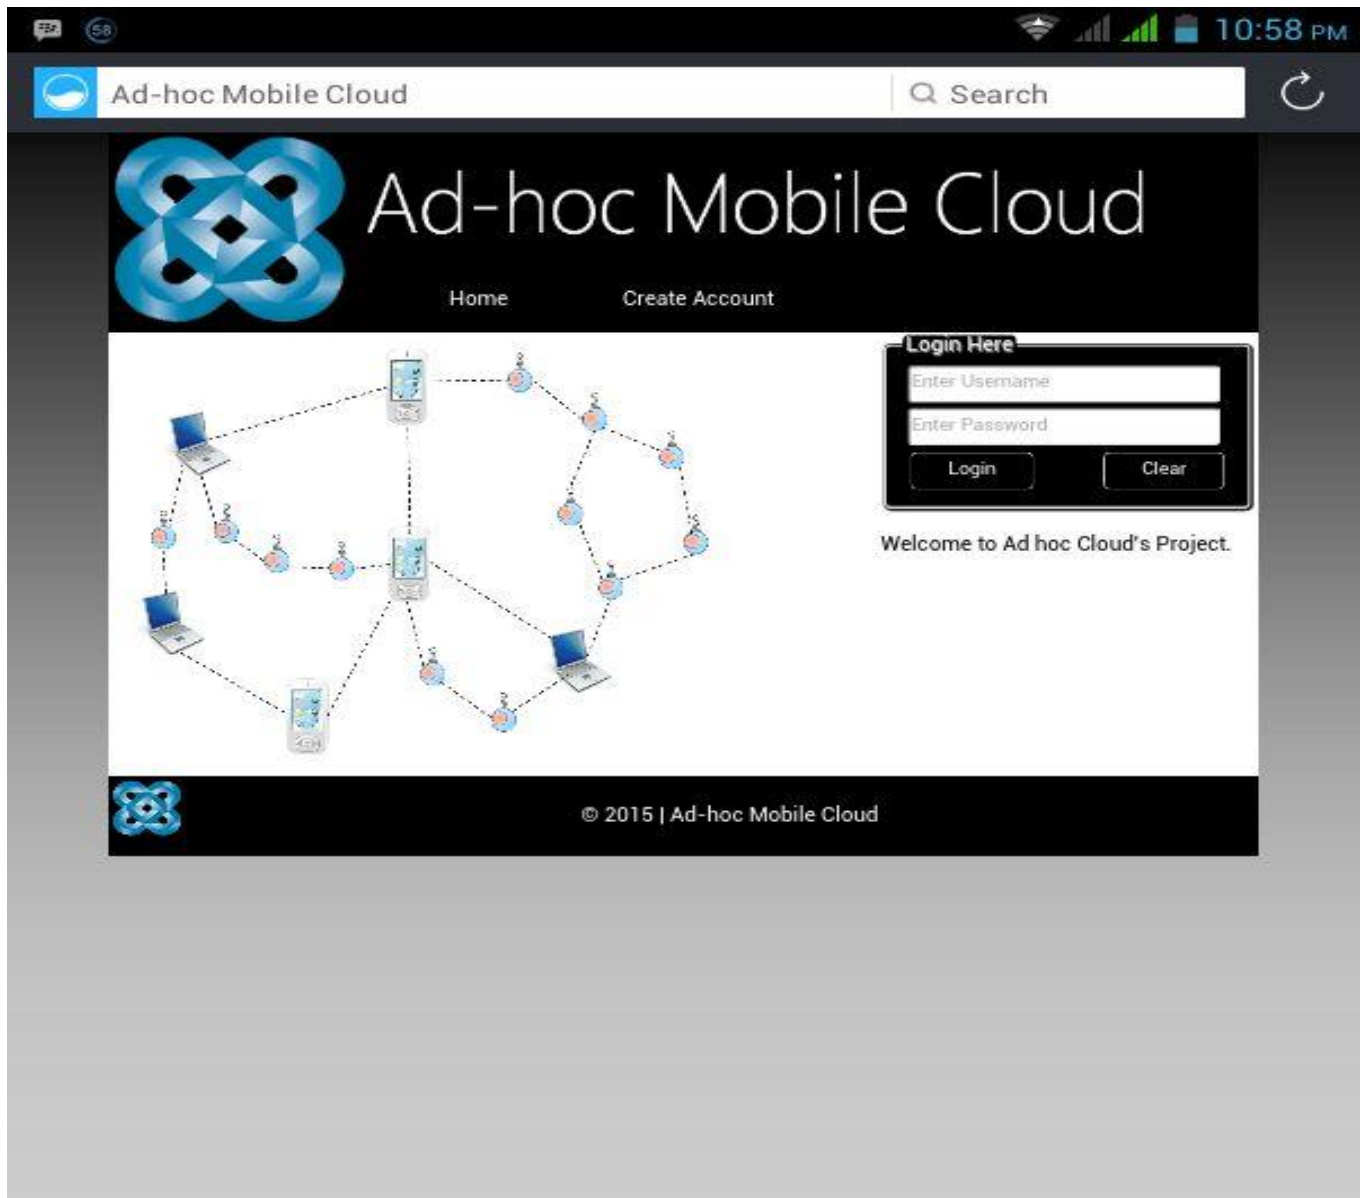 58
10:58 PM
Ad-hoc Mobile Cloud
Search
Ad-hoc Mobile Cloud
Home
Create Account
Login Here
Enter Username
Enter Password
Login
Clear
Welcome to Ad hoc Cloud's Project.
© 2015 | Ad-hoc Mobile Cloud